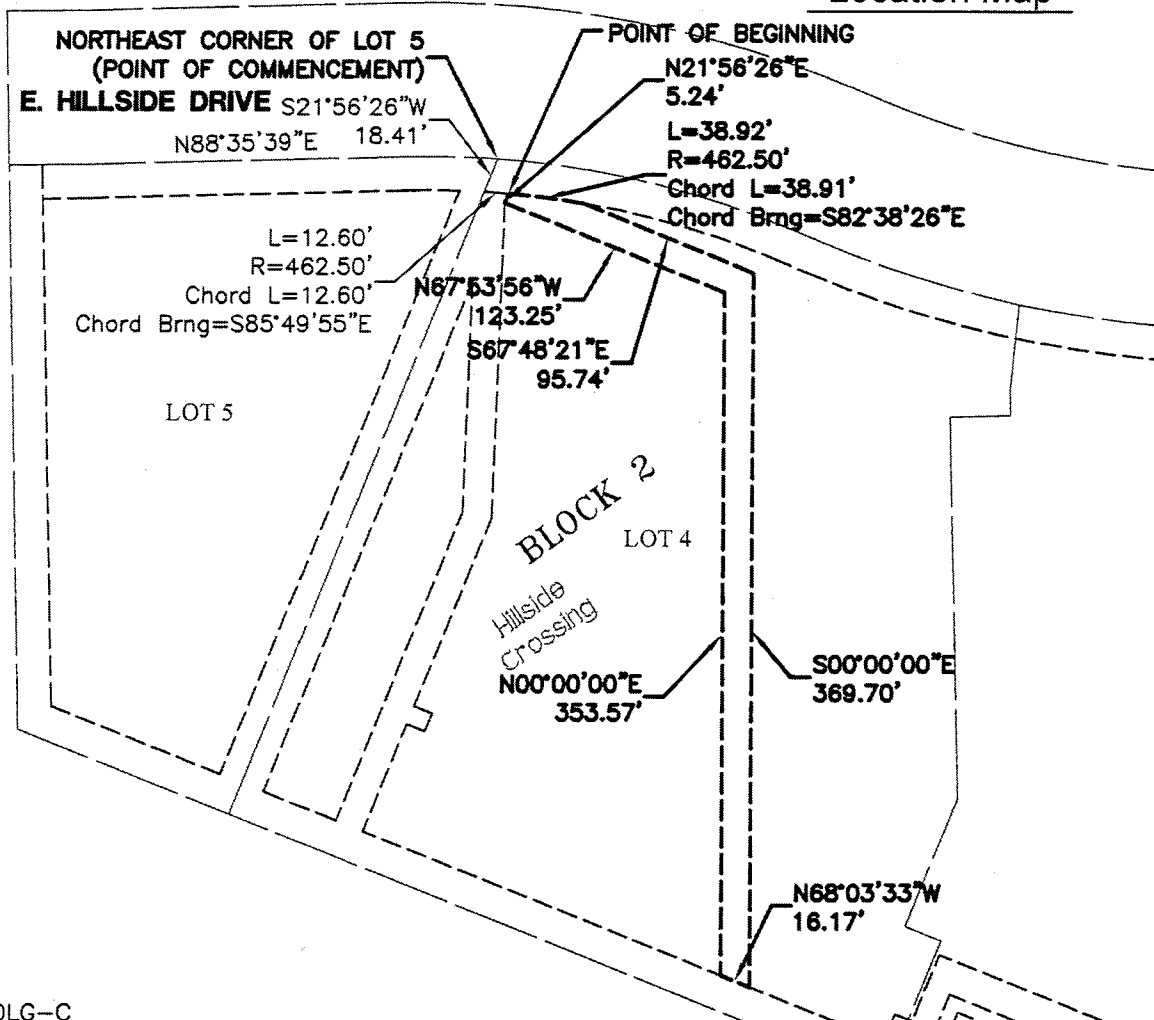 Location Map
NORTHEAST CORNER OF LOT 5
(POINT OF COMMENCEMENT)
POINT OF BEGINNING
N21°56'26"E
5.24'
E. HILLSIDE DRIVE
S21°56'26"W
18.41'
N88°35'39"E
L=38.92'
R=462.50'
Chord L=38.91'
Chord Brng=S82°38'26"E
L=12.60'
R=462.50'
Chord L=12.60'
Chord Brng=S85°49'55"E
N67°53'56"W
123.25'
S67°48'21"E
95.74'
LOT 5
BLOCK 2
LOT 4
Hillside
Crossing
N00°00'00"E
353.57'
S00°00'00"E
369.70'
N68°03'33"W
16.17'
OLG-C